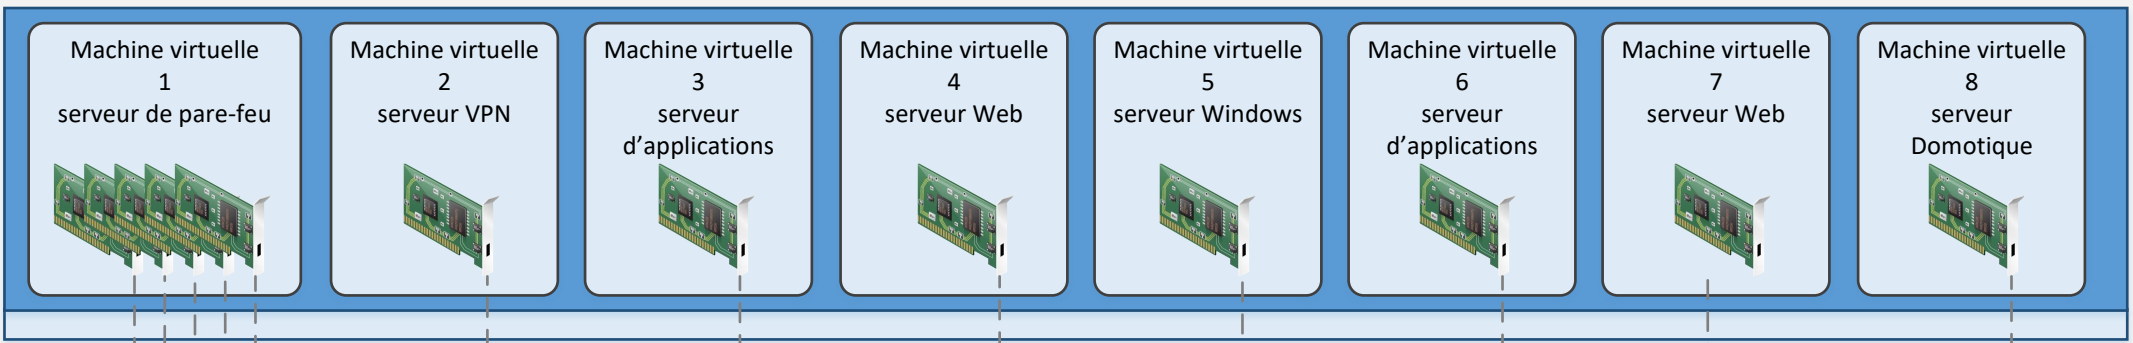 Machine virtuelle
1
serveur de pare-feu
Machine virtuelle
2
serveur VPN
Machine virtuelle
3
serveur
d’applications
Machine virtuelle
4
serveur Web
Machine virtuelle
5
serveur Windows
Machine virtuelle
6
serveur
d’applications
Machine virtuelle
7
serveur Web
Machine virtuelle
8
serveur
Domotique